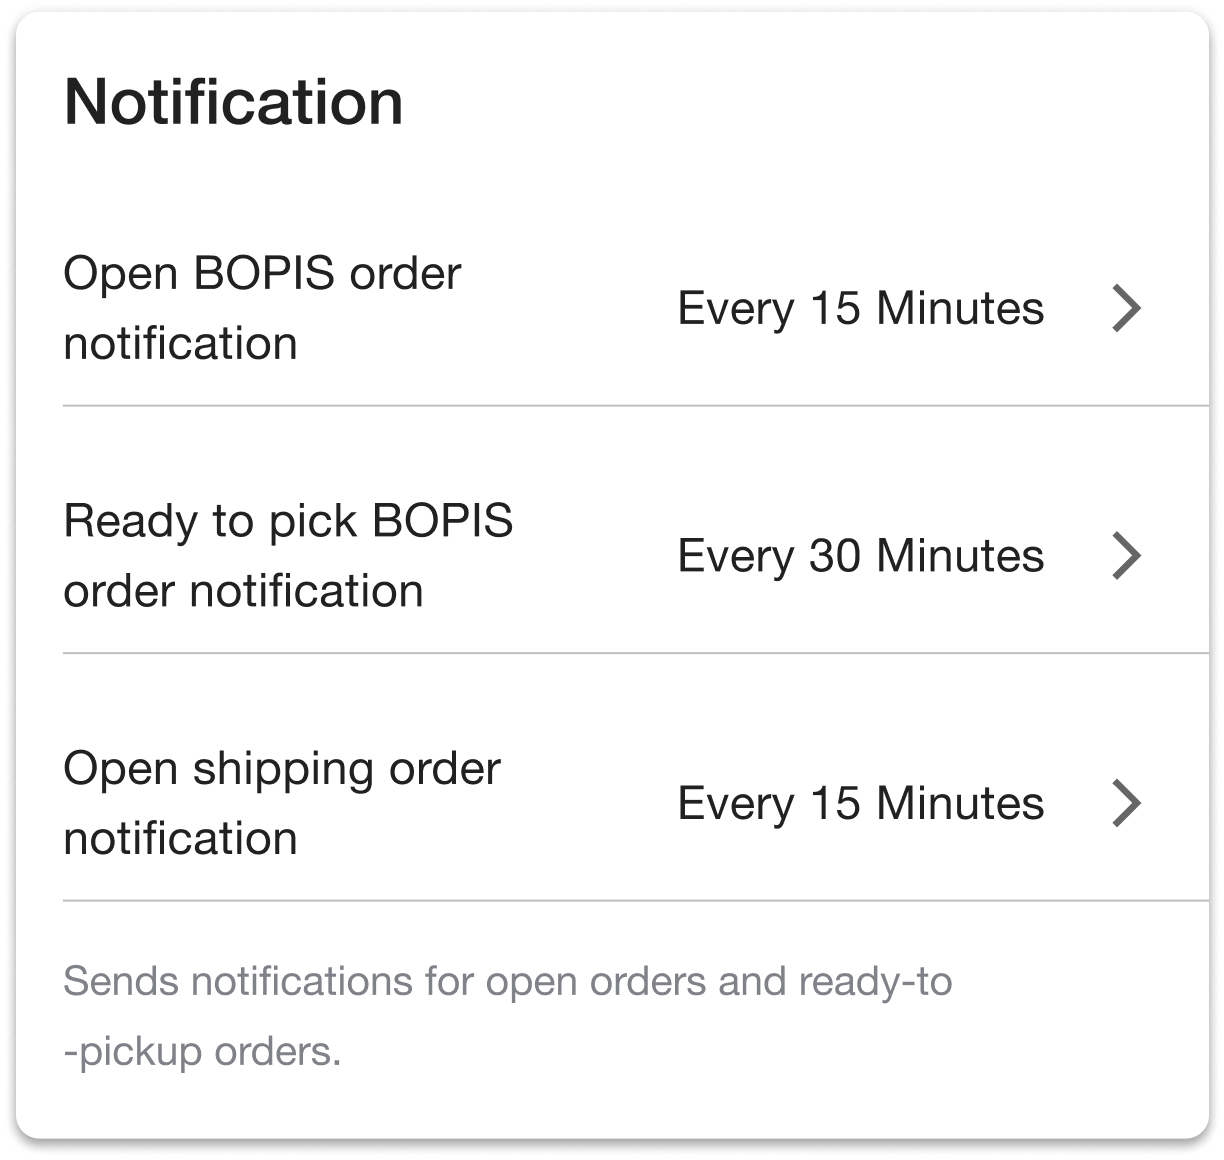 Notification
Open BOPIS order
notification
Every 15 Minutes
Ready to pick BOPIS
order notification
Every 30 Minutes
Open shipping order
notification
Every 15 Minutes
Sends notifications for open orders and ready-to
-pickup orders.